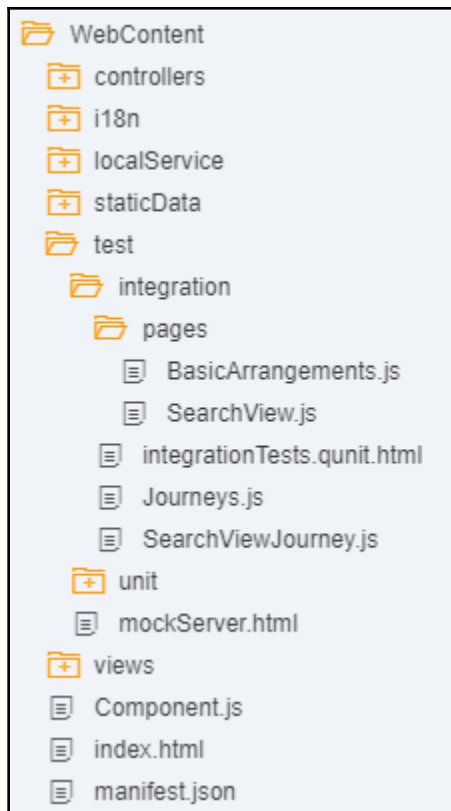 WebContent
controllers
i18n
localService
staticData
test
integration
pages
BasicArrangements.js
SearchView.js
integrationTests.qunit.html
Journeys.js
SearchViewJourney.js
unit
mockServer.html
views
Component.js
index.html
manifest.json